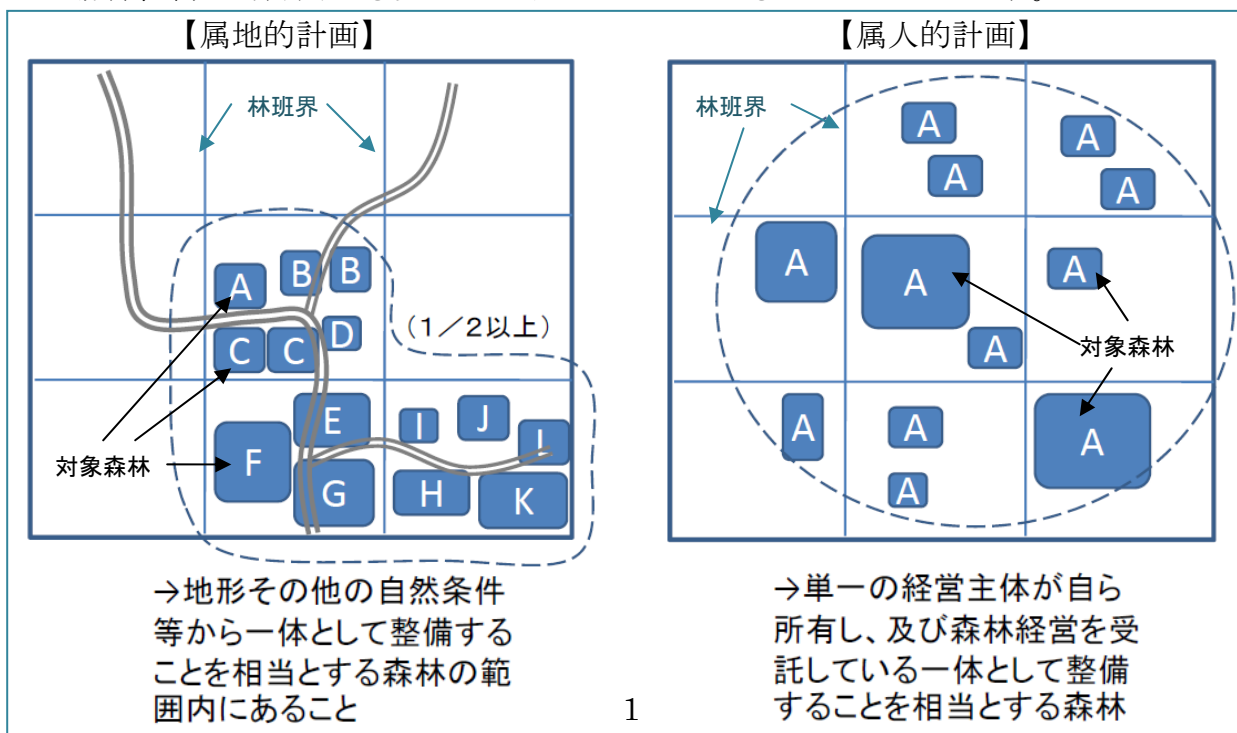 【属地的計画】
林班界
A
B
B
C
C
D
(1/2以上)
対象森林
E
F
G
I
J
H
K
→地形その他の自然条件
等から一体として整備する
ことを相当とする森林の範
囲内にあること
【属人的計画】
林班界
A
A
A
A
A
A
A
A
対象森林
A
A
A
A
→単一の経営主体が自ら
所有し、及び森林経営を受
託している一体として整備
することを相当とする森林
1